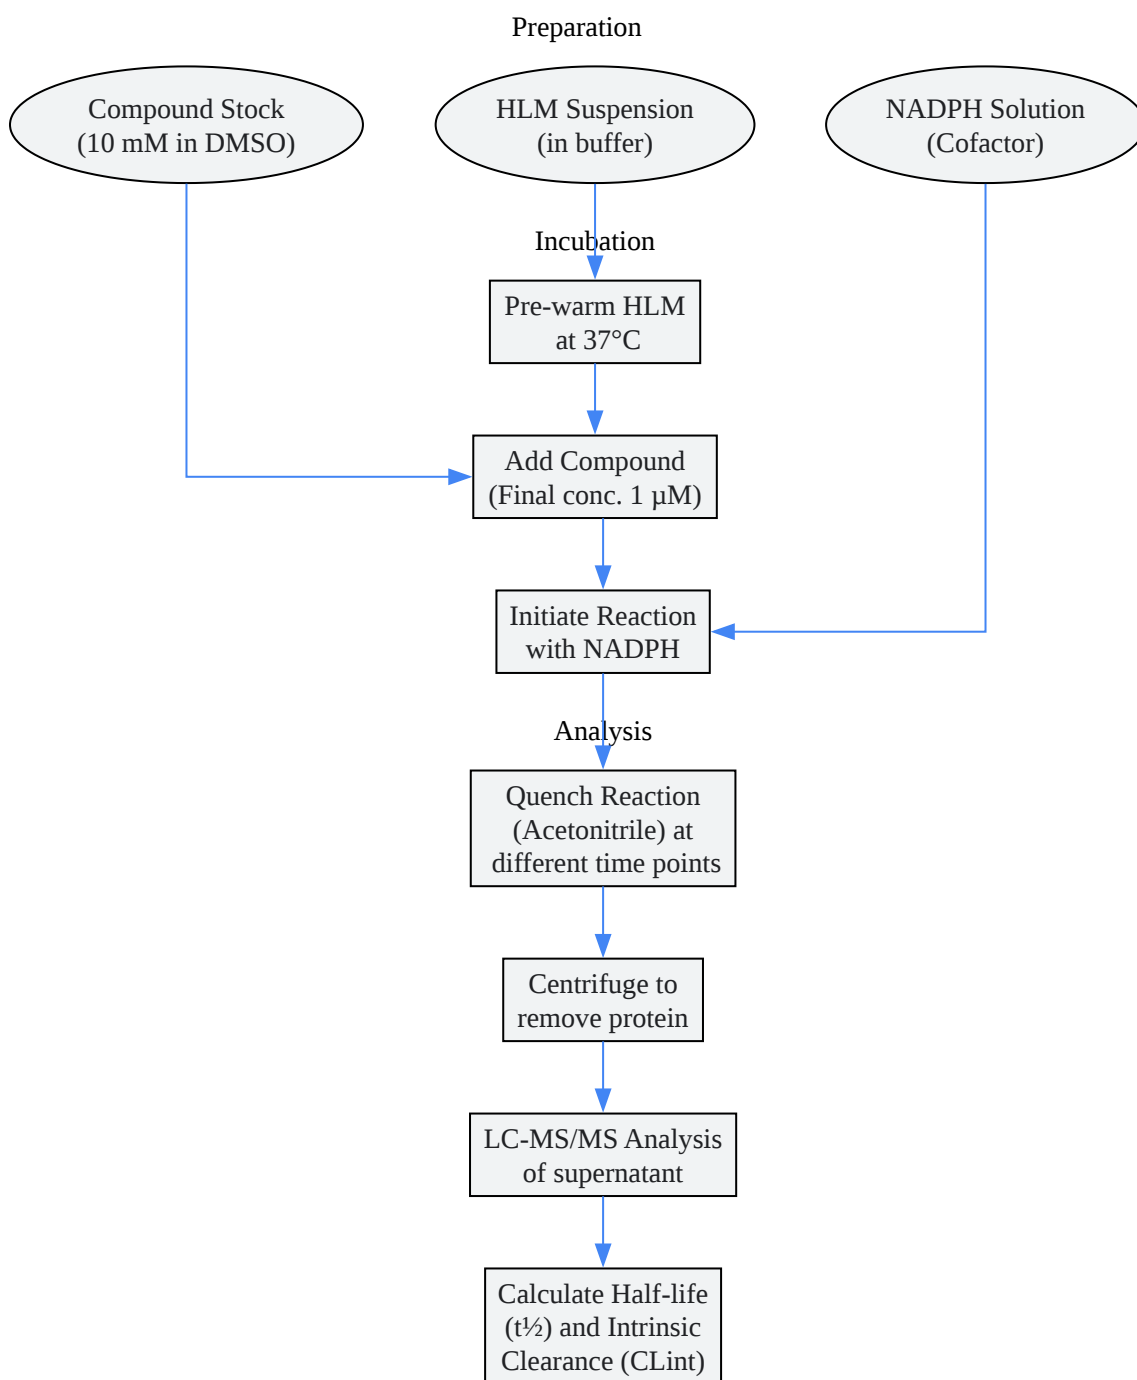 Preparation
Compound Stock
(10 mM in DMSO)
HLM Suspension
(in buffer)
NADPH Solution
(Cofactor)
Incubation
Pre-warm HLM
at 37°C
Add Compound
(Final conc. 1 µM)
Initiate Reaction
with NADPH
Analysis
Quench Reaction
(Acetonitrile) at
different time points
Centrifuge to
remove protein
LC-MS/MS Analysis
of supernatant
Calculate Half-life
(t½) and Intrinsic
Clearance (CLint)